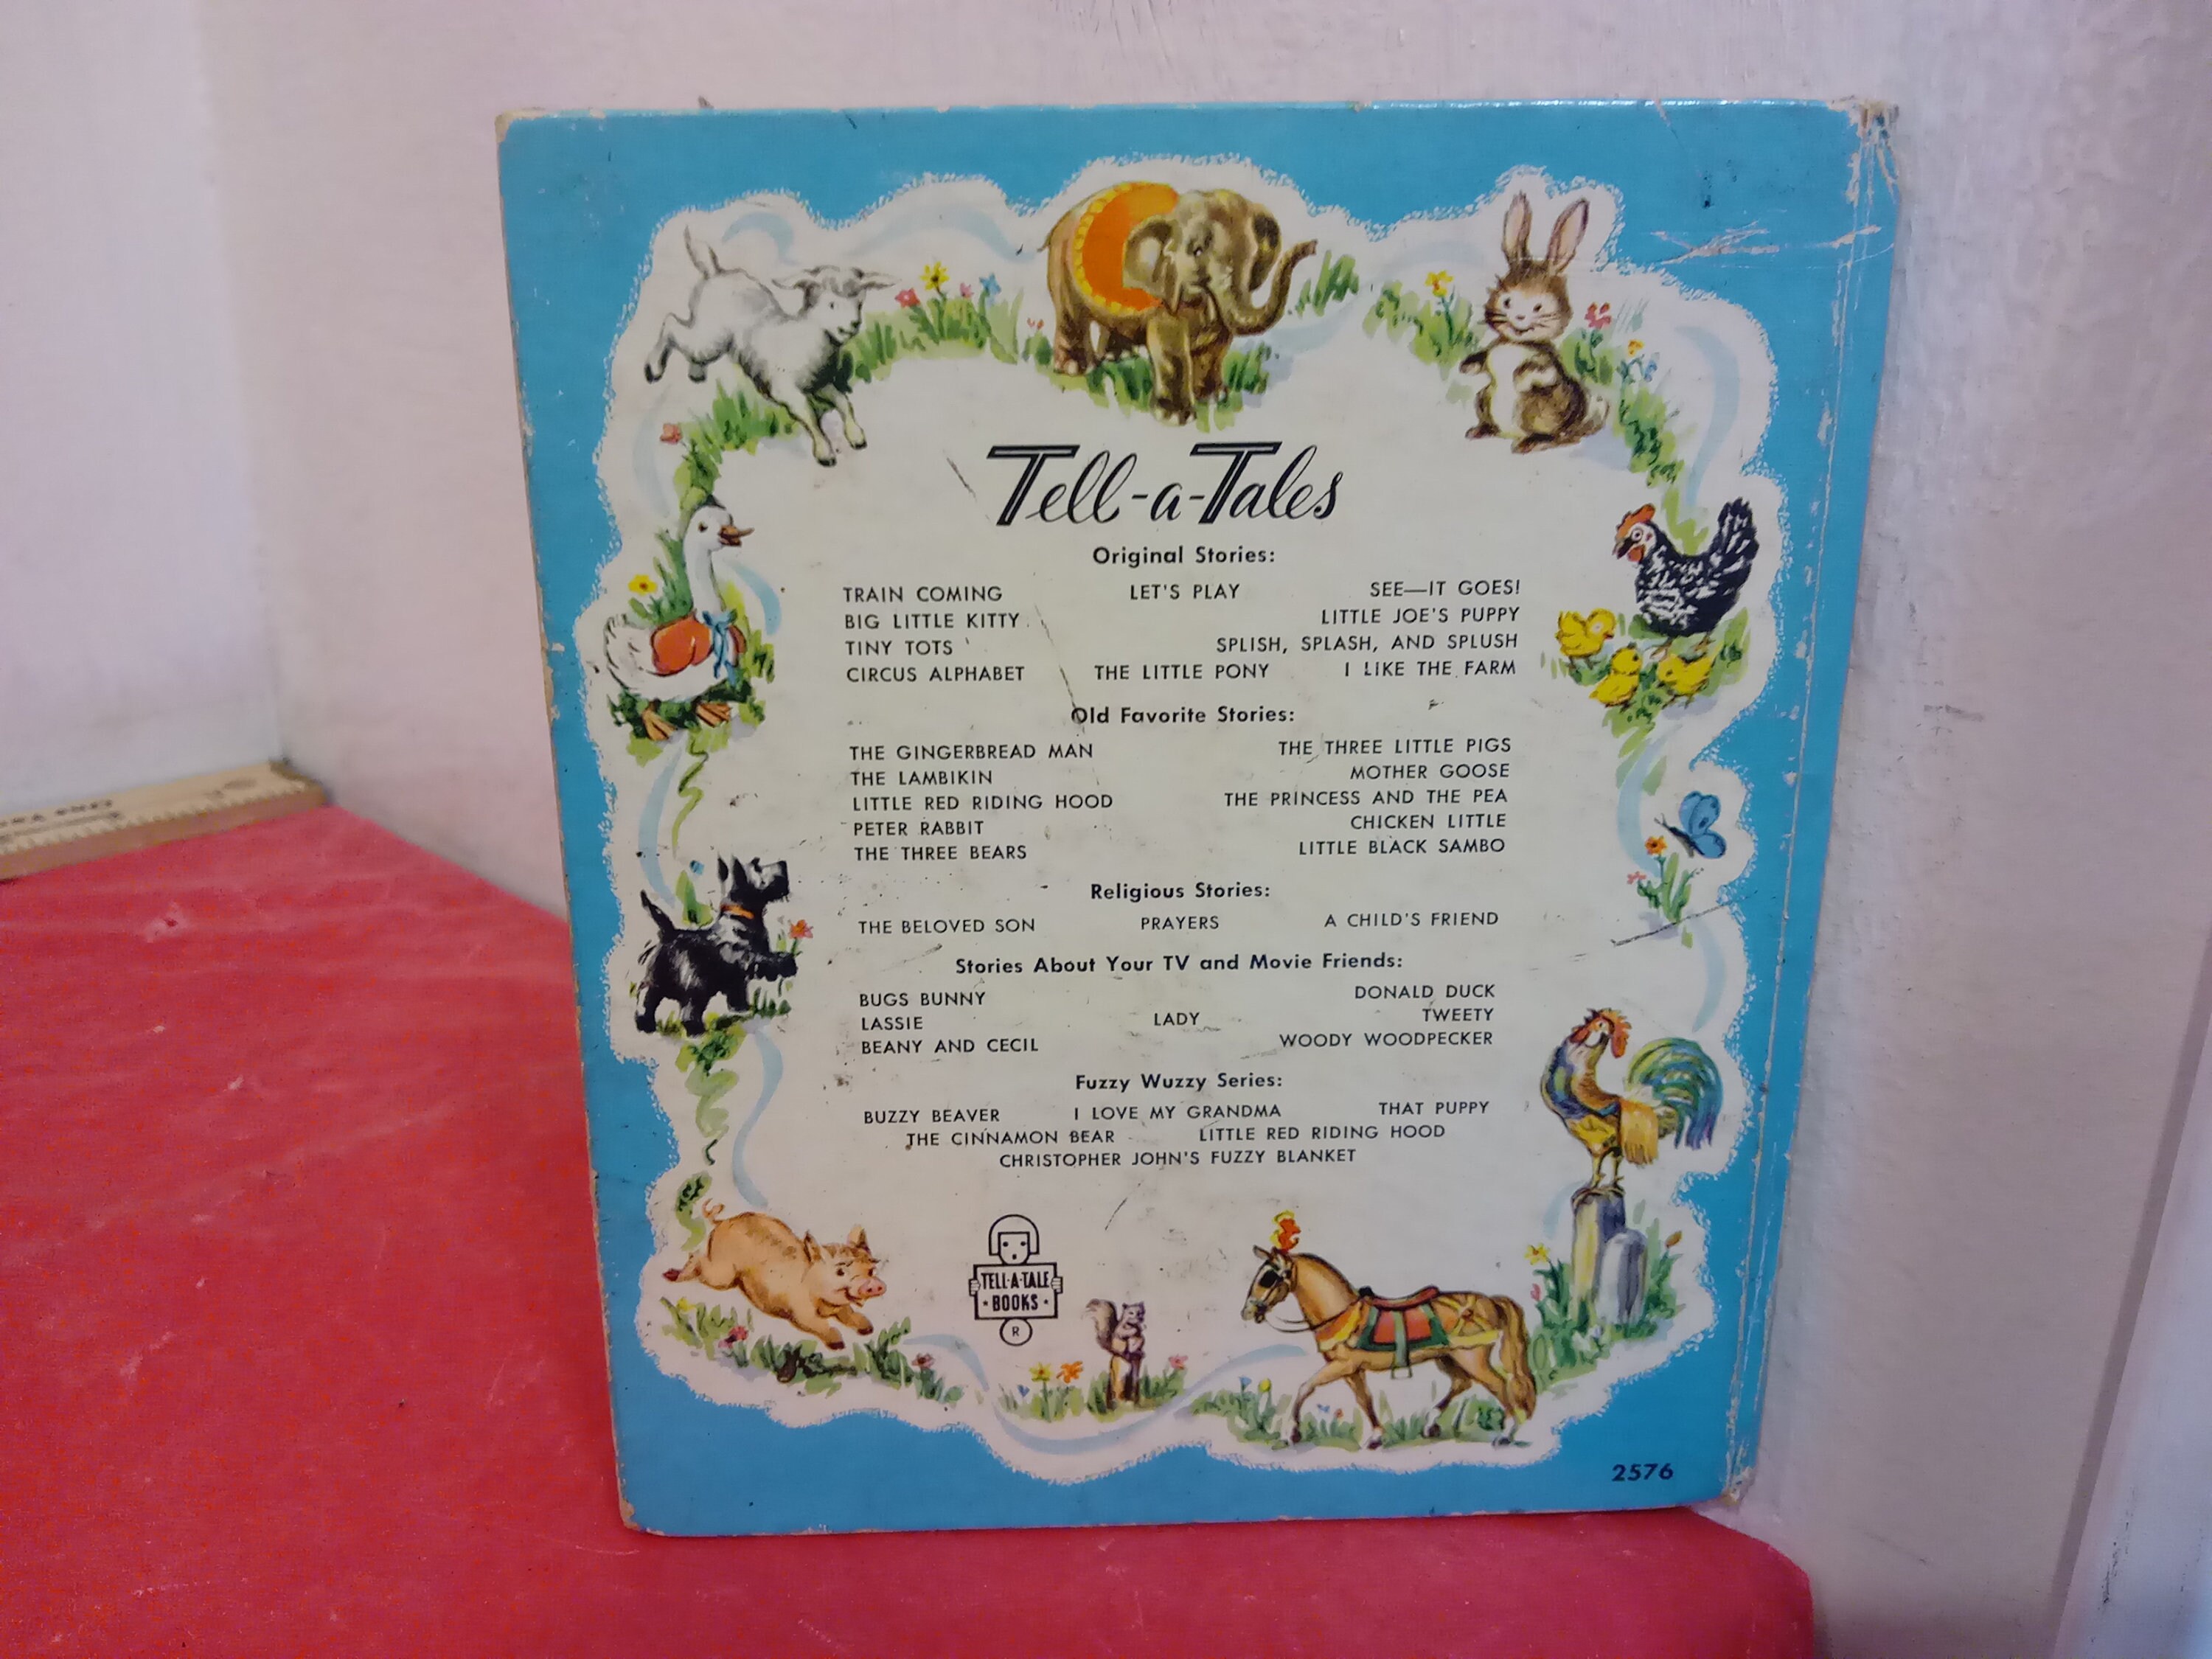 Tell-a-Tales
Original Stories:
TRAIN COMING LET'S PLAY SEE—IT GOES!
BIG LITTLE KITTY LITTLE JOE'S PUPPY
TINY TOTS SPLISH, SPLASH, AND SPLUSH
CIRCUS ALPHABET THE LITTLE PONY I LIKE THE FARM
Old Favorite Stories:
THE GINGERBREAD MAN THE THREE LITTLE PIGS
THE LAMBIKIN MOTHER GOOSE
LITTLE RED RIDING HOOD THE PRINCESS AND THE PEA
PETER RABBIT CHICKEN LITTLE
THE THREE BEARS LITTLE BLACK SAMBO
Religious Stories:
THE BELOVED SON PRAYERS A CHILD'S FRIEND
Stories About Your TV and Movie Friends:
BUGS BUNNY DONALD DUCK
LASSIE LADY TWEETY
BEANY AND CECIL WOODY WOODPECKER
Fuzzy Wuzzy Series:
BUZZY BEAVER I LOVE MY GRANDMA THAT PUPPY
THE CINNAMON BEAR LITTLE RED RIDING HOOD
CHRISTOPHER JOHN'S FUZZY BLANKET
TELL-A-TALE
• BOOKS •
R
2576